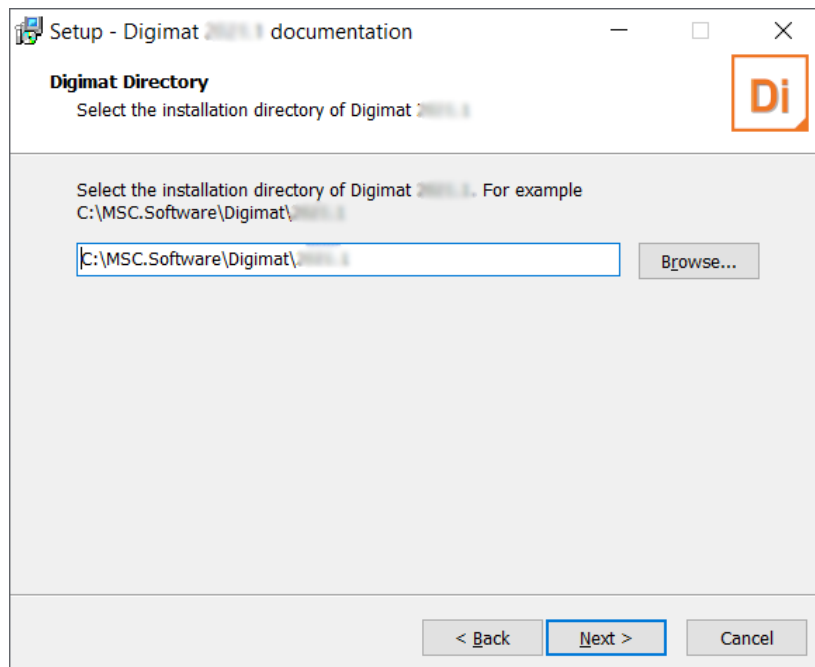 Setup - Digimat documentation
Digimat Directory
Select the installation directory of Digimat
Di
Select the installation directory of Digimat . For example
C:\MSC.Software\Digimat\
C:\MSC.Software\Digimat\
Browse...
< Back
Next >
Cancel